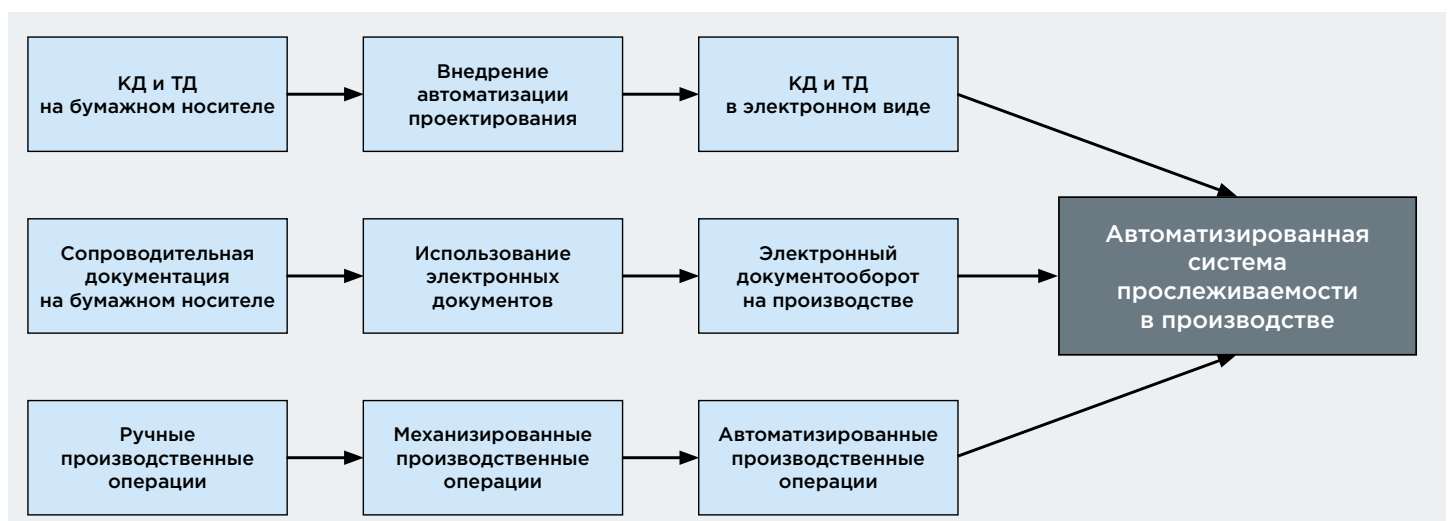 КД и ТД
на бумажном носителе
Внедрение
автоматизации
проектирования
КД и ТД
в электронном виде
Сопроводительная
документация
на бумажном носителе
Использование
электронных
документов
Электронный
документооборот
на производстве
Автоматизированная
система
прослеживаемости
в производстве
Ручные
производственные
операции
Механизированные
производственные
операции
Автоматизированные
производственные
операции